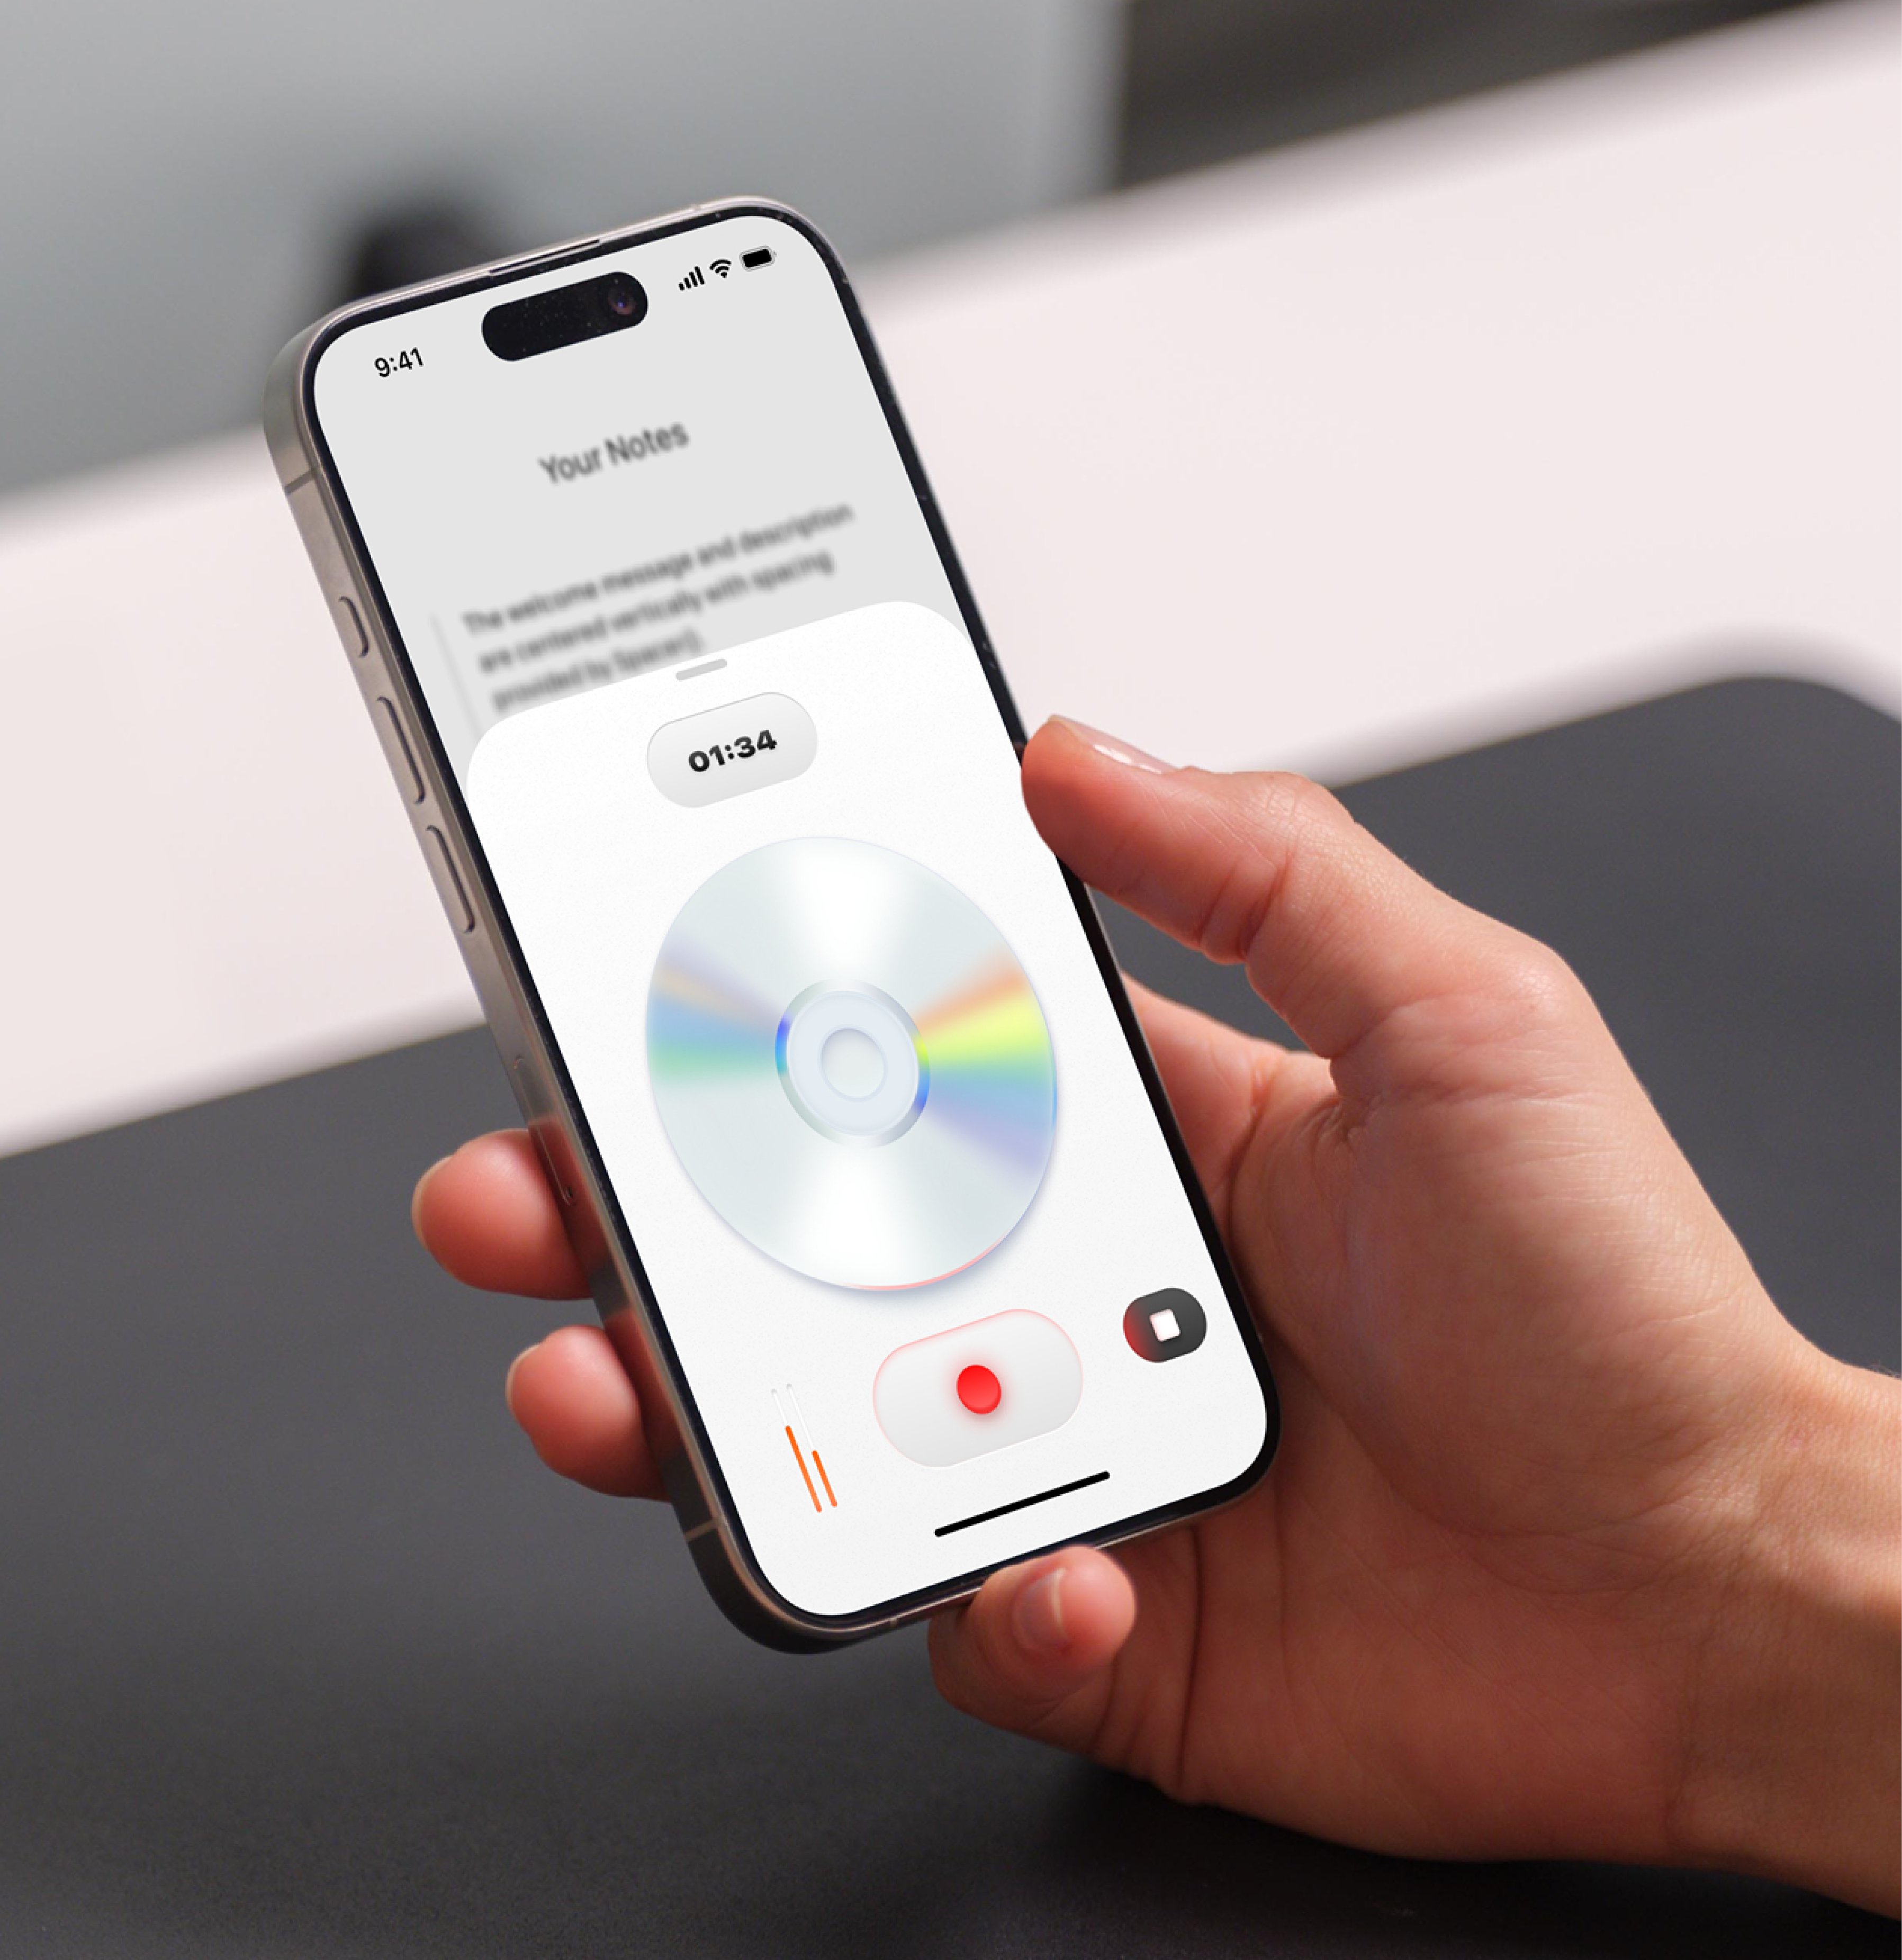 9:41
Your Notes
The welcome message and description
are centered vertically with spacing
provided by Spacer().
01:34